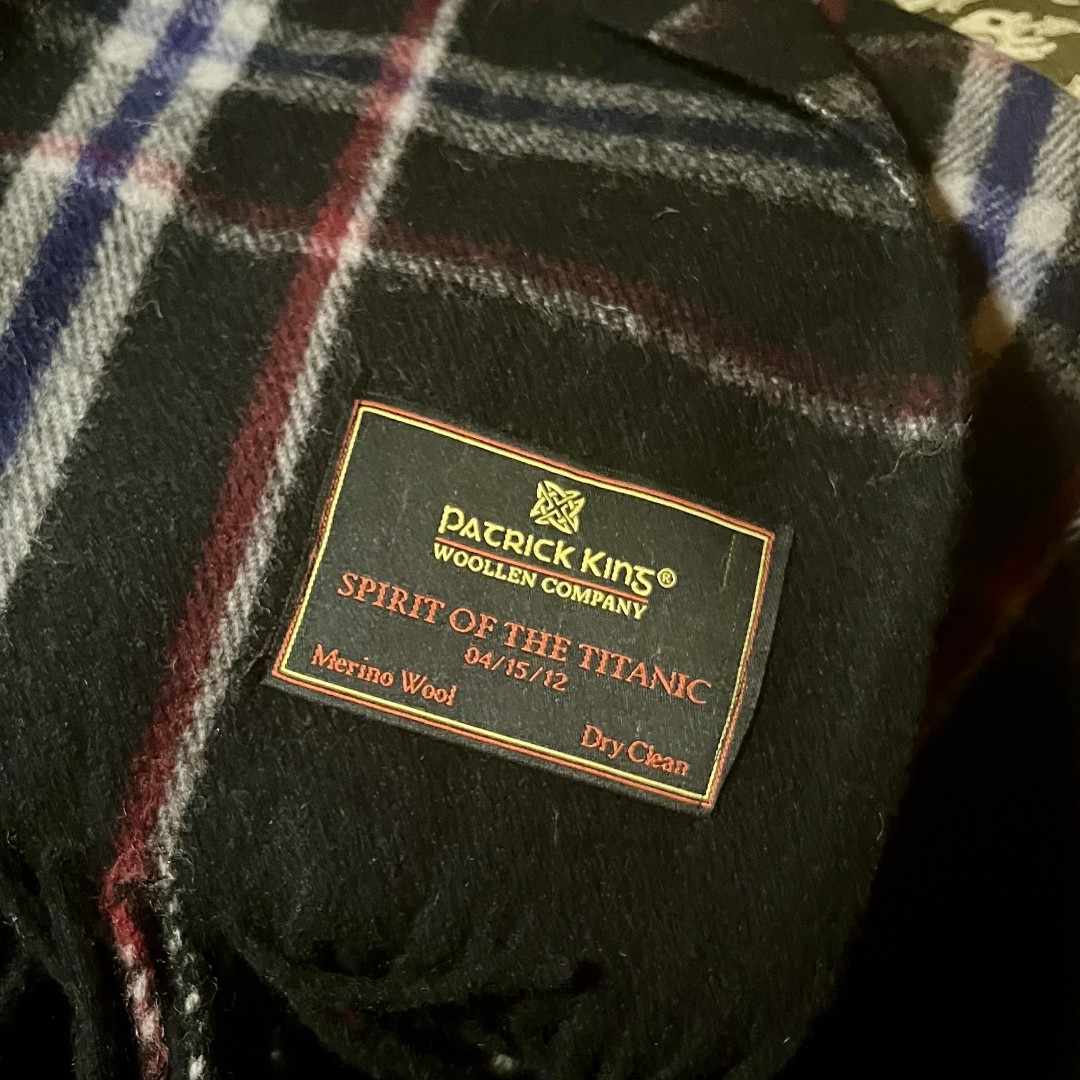 PATRICK KING®
WOOLLEN COMPANY
SPIRIT OF THE TITANIC
04/15/12
Merino Wool
Dry Clean